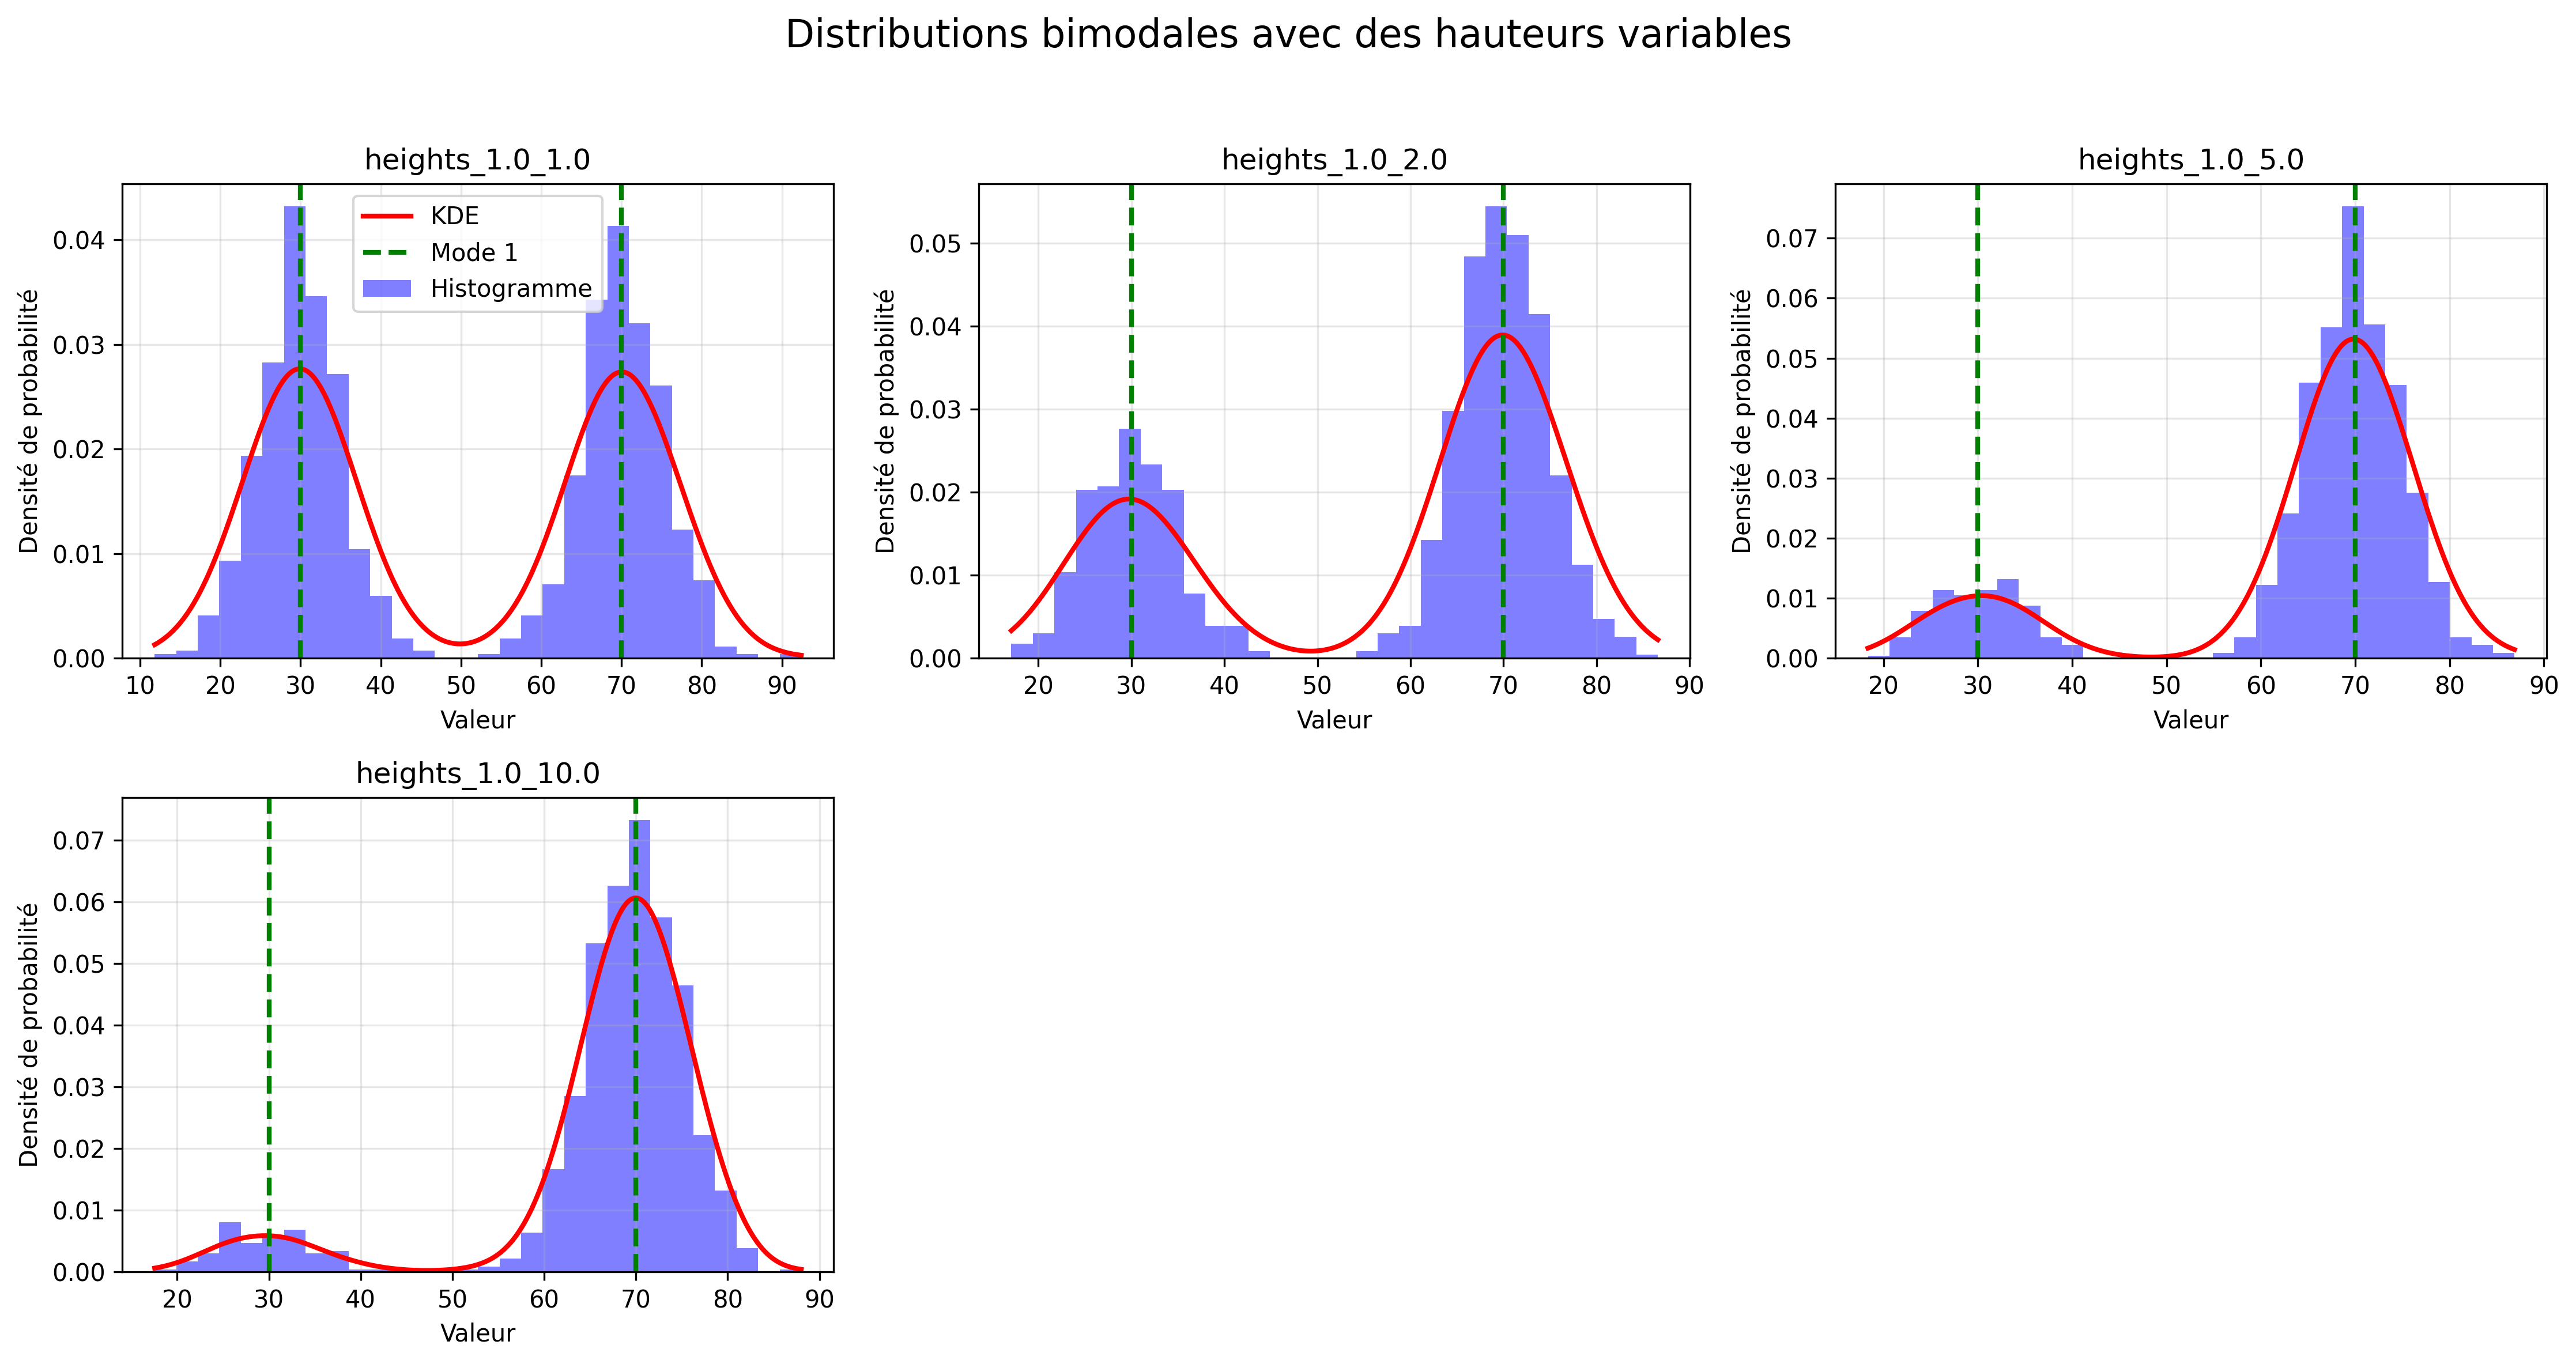 Distributions bimodales avec des hauteurs variables
heights_1.0_1.0
Densité de probabilité
0.04
0.03
0.02
0.01
0.00
KDE
Mode 1
Histogramme
10 20 30 40 50 60 70 80 90
Valeur
heights_1.0_2.0
Densité de probabilité
0.05
0.04
0.03
0.02
0.01
0.00
20 30 40 50 60 70 80 90
Valeur
heights_1.0_5.0
Densité de probabilité
0.07
0.06
0.05
0.04
0.03
0.02
0.01
0.00
20 30 40 50 60 70 80 90
Valeur
heights_1.0_10.0
Densité de probabilité
0.07
0.06
0.05
0.04
0.03
0.02
0.01
0.00
20 30 40 50 60 70 80 90
Valeur